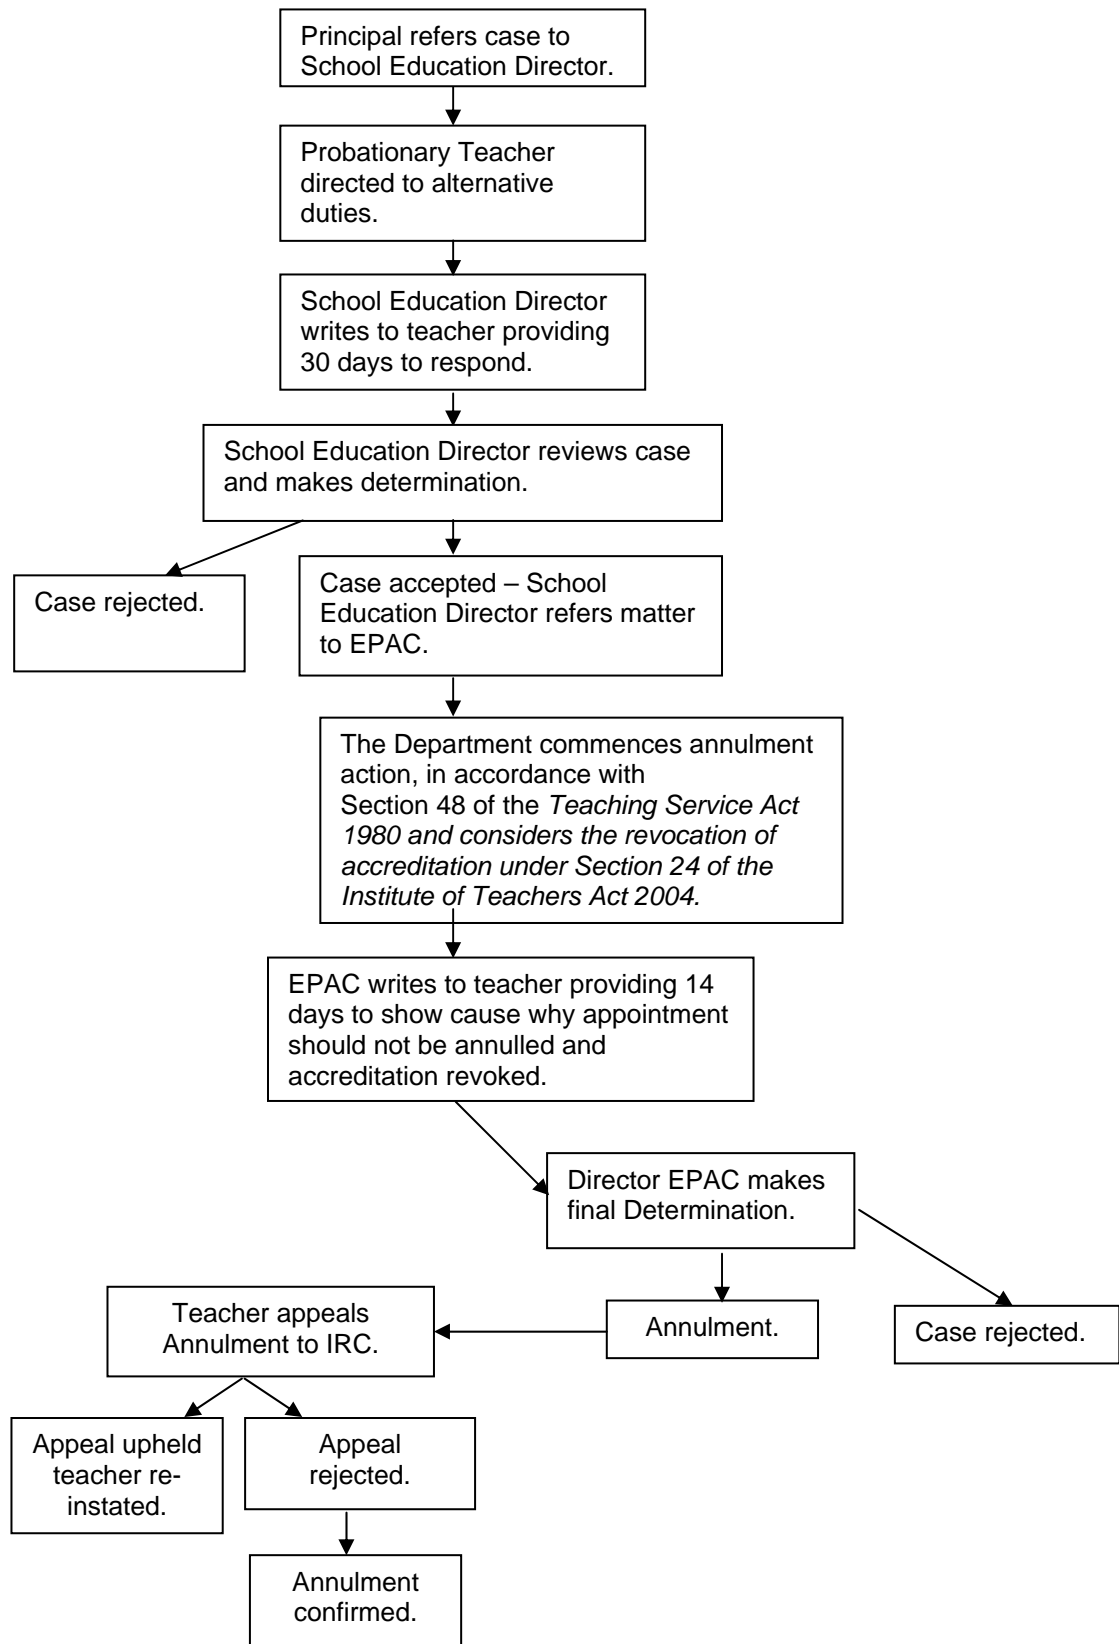 Principal refers case to
School Education Director.
Probationary Teacher
directed to alternative
duties.
School Education Director
writes to teacher providing
30 days to respond.
School Education Director reviews case
and makes determination.
Case rejected.
Case accepted – School
Education Director refers matter
to EPAC.
The Department commences annulment
action, in accordance with
Section 48 of the Teaching Service Act
1980 and considers the revocation of
accreditation under Section 24 of the
Institute of Teachers Act 2004.
EPAC writes to teacher providing 14
days to show cause why appointment
should not be annulled and
accreditation revoked.
Director EPAC makes
final Determination.
Teacher appeals
Annulment to IRC.
Annulment.
Case rejected.
Appeal upheld
teacher re-
instated.
Appeal
rejected.
Annulment
confirmed.